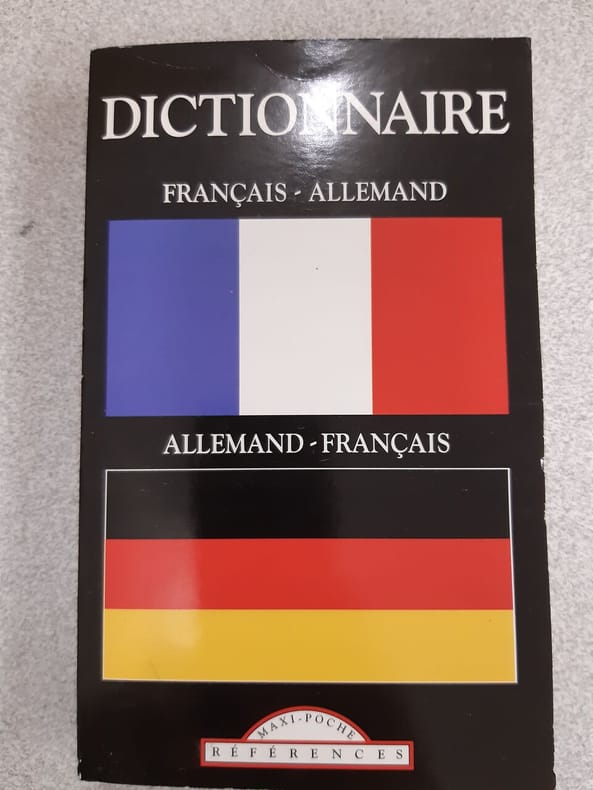 DICTIONNAIRE
FRANÇAIS - ALLEMAND
ALLEMAND - FRANÇAIS
MAXI-POCHE
RÉFÉRENCES